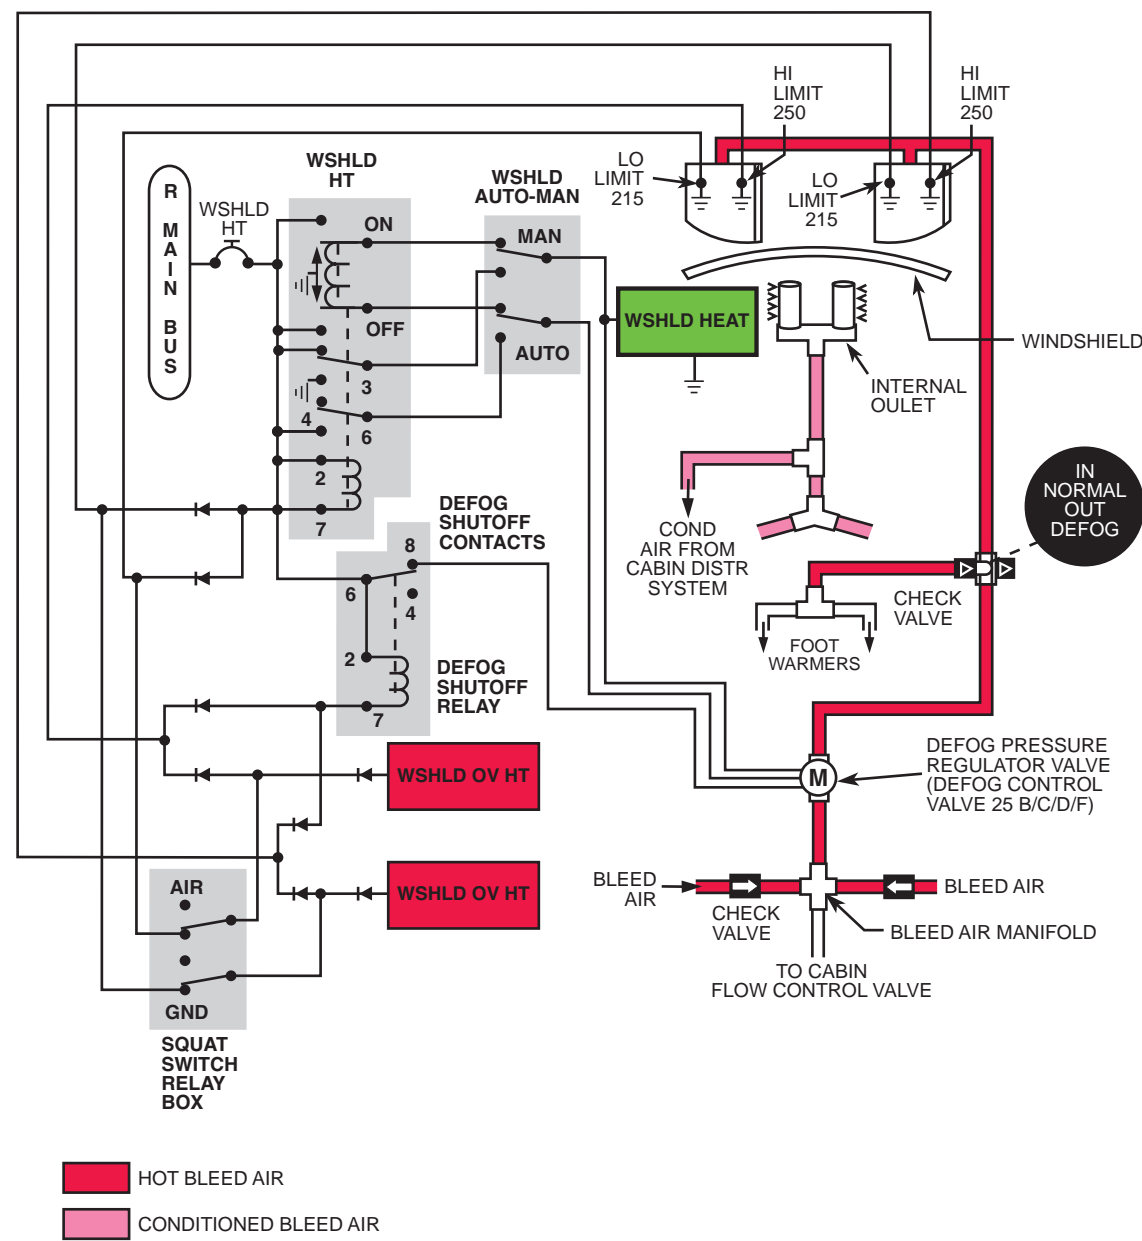 HI
LIMIT
250
HI
LIMIT
250
LO
LIMIT
215
LO
LIMIT
215
WSHLD
HT
WSHLD
AUTO-MAN
R
M
A
I
N
B
U
S
WSHLD
HT
ON
OFF
3
4
6
2
7
MAN
AUTO
WSHLD HEAT
WINDSHIELD
INTERNAL
OULET
IN
NORMAL
OUT
DEFOG
COND
AIR FROM
CABIN DISTR
SYSTEM
CHECK
VALVE
FOOT
WARMERS
DEFOG
SHUTOFF
CONTACTS
8
6
4
2
7
DEFOG
SHUTOFF
RELAY
WSHLD OV HT
WSHLD OV HT
M
DEFOG PRESSURE
REGULATOR VALVE
(DEFOG CONTROL
VALVE 25 B/C/D/F)
BLEED
AIR
CHECK
VALVE
BLEED AIR
BLEED AIR MANIFOLD
TO CABIN
FLOW CONTROL VALVE
AIR
GND
SQUAT
SWITCH
RELAY
BOX
HOT BLEED AIR
CONDITIONED BLEED AIR